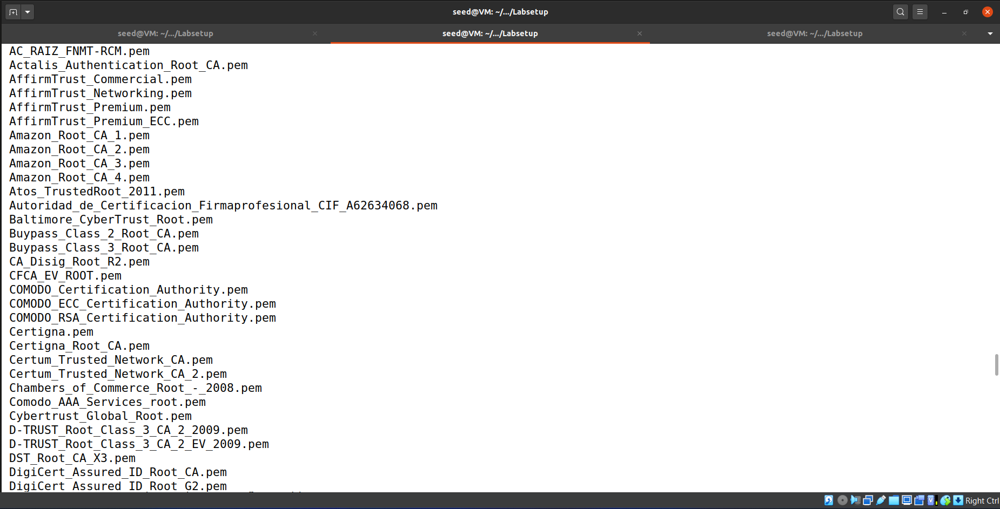 seed@VM: ~/.../Labsetup
seed@VM: ~/.../Labsetup
seed@VM: ~/.../Labsetup
seed@VM: ~/.../Labsetup
AC_RAIZ_FNMT-RCM.pem
Actalis_Authentication_Root_CA.pem
AffirmTrust_Commercial.pem
AffirmTrust_Networking.pem
AffirmTrust_Premium.pem
AffirmTrust_Premium_ECC.pem
Amazon_Root_CA_1.pem
Amazon_Root_CA_2.pem
Amazon_Root_CA_3.pem
Amazon_Root_CA_4.pem
Atos_TrustedRoot_2011.pem
Autoridad_de_Certificacion_Firmaprofesional_CIF_A62634068.pem
Baltimore_CyberTrust_Root.pem
Buypass_Class_2_Root_CA.pem
Buypass_Class_3_Root_CA.pem
CA_Disig_Root_R2.pem
CFCA_EV_ROOT.pem
COMODO_Certification_Authority.pem
COMODO_ECC_Certification_Authority.pem
COMODO_RSA_Certification_Authority.pem
Certigna.pem
Certigna_Root_CA.pem
Certum_Trusted_Network_CA.pem
Certum_Trusted_Network_CA_2.pem
Chambers_of_Commerce_Root_-_2008.pem
Comodo_AAA_Services_root.pem
Cybertrust_Global_Root.pem
D-TRUST_Root_Class_3_CA_2_2009.pem
D-TRUST_Root_Class_3_CA_2_EV_2009.pem
DST_Root_CA_X3.pem
DigiCert_Assured_ID_Root_CA.pem
DigiCert_Assured_ID_Root_G2.pem
Right Ctrl